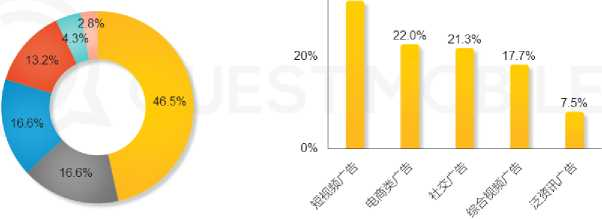 2.8%
4.3%
13.2%
46.5%
16.6%
16.6%
22.0%
21.3%
20%
17.7%
7.5%
0%
短视频广告
电商类广告
社交广告
综合视频广告
泛资讯广告
QUESTMOBILE